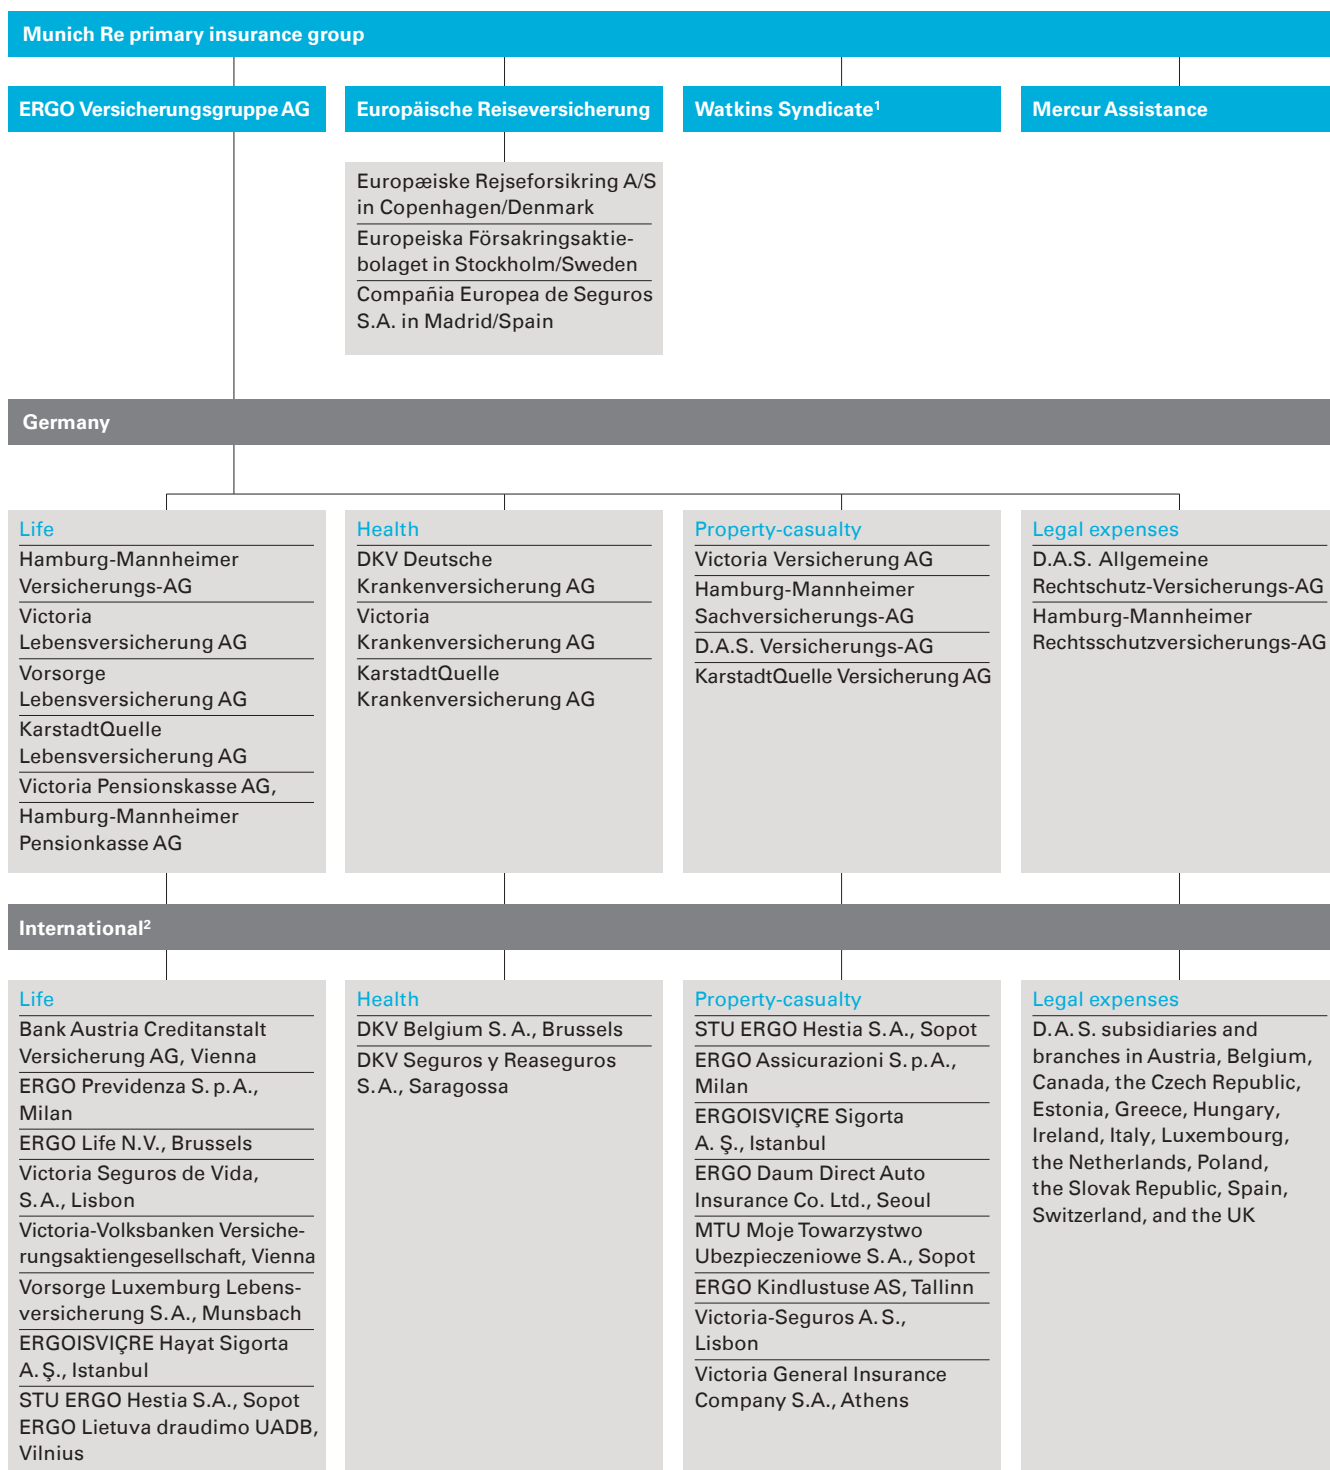 Munich Re primary insurance group
ERGO Versicherungsgruppe AG
Europäische Reiseversicherung
Watkins Syndicate¹
Mercur Assistance
Europæiske Rejseforsikring A/S
in Copenhagen/Denmark
Europeiska Försakringsaktie-
bolaget in Stockholm/Sweden
Compañia Europea de Seguros
S.A. in Madrid/Spain
Germany
Life
Hamburg-Mannheimer
Versicherungs-AG
Victoria
Lebensversicherung AG
Vorsorge
Lebensversicherung AG
KarstadtQuelle
Lebensversicherung AG
Victoria Pensionskasse AG,
Hamburg-Mannheimer
Pensionkasse AG
Health
DKV Deutsche
Krankenversicherung AG
Victoria
Krankenversicherung AG
KarstadtQuelle
Krankenversicherung AG
Property-casualty
Victoria Versicherung AG
Hamburg-Mannheimer
Sachversicherungs-AG
D.A.S. Versicherungs-AG
KarstadtQuelle Versicherung AG
Legal expenses
D.A.S. Allgemeine
Rechtschutz-Versicherungs-AG
Hamburg-Mannheimer
Rechtsschutzversicherungs-AG
International²
Life
Bank Austria Creditanstalt
Versicherung AG, Vienna
ERGO Previdenza S. p. A.,
Milan
ERGO Life N.V., Brussels
Victoria Seguros de Vida,
S. A., Lisbon
Victoria-Volksbanken Versiche-
rungsaktiengesellschaft, Vienna
Vorsorge Luxemburg Lebens-
versicherung S. A., Munsbach
ERGOISVIÇRE Hayat Sigorta
A. Ş., Istanbul
STU ERGO Hestia S.A., Sopot
ERGO Lietuva draudimo UADB,
Vilnius
Health
DKV Belgium S. A., Brussels
DKV Seguros y Reaseguros
S. A., Saragossa
Property-casualty
STU ERGO Hestia S. A., Sopot
ERGO Assicurazioni S. p. A.,
Milan
ERGOISVIÇRE Sigorta
A. Ş., Istanbul
ERGO Daum Direct Auto
Insurance Co. Ltd., Seoul
MTU Moje Towarzystwo
Ubezpieczeniowe S. A., Sopot
ERGO Kindlustuse AS, Tallinn
Victoria-Seguros A. S.,
Lisbon
Victoria General Insurance
Company S.A., Athens
Legal expenses
D. A. S. subsidiaries and
branches in Austria, Belgium,
Canada, the Czech Republic,
Estonia, Greece, Hungary,
Ireland, Italy, Luxembourg,
the Netherlands, Poland,
the Slovak Republic, Spain,
Switzerland, and the UK